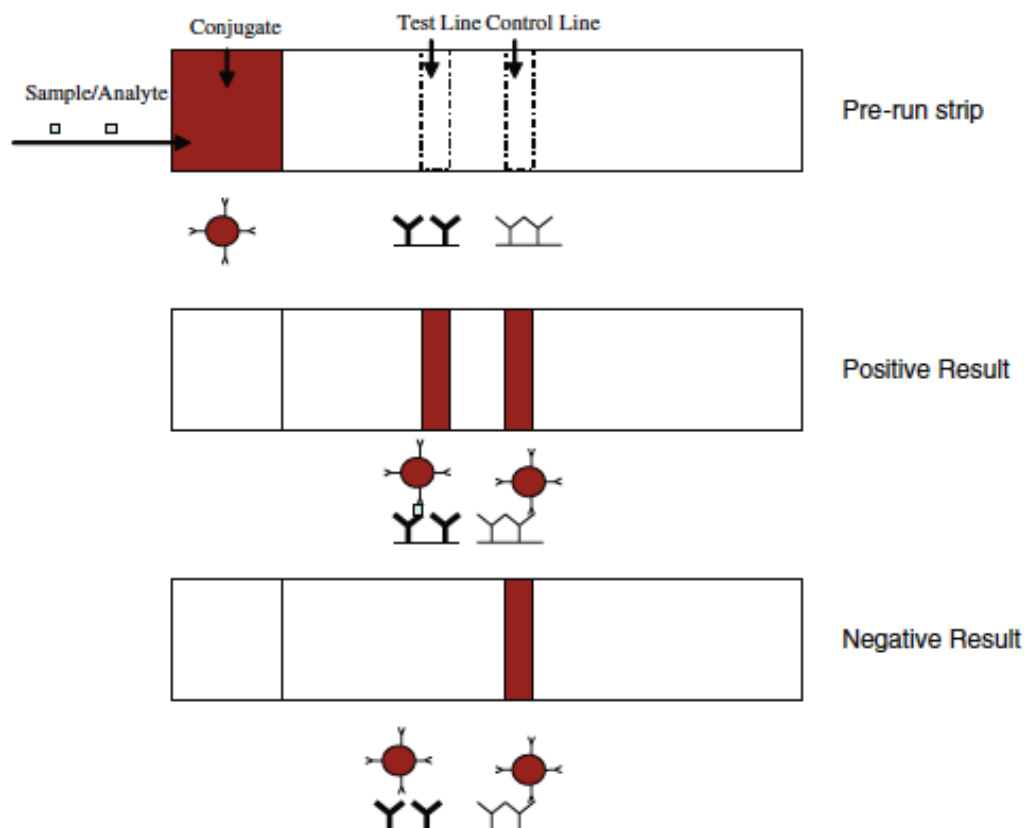 Conjugate
Test Line Control Line
Sample/Analyte
Pre-run strip
Positive Result
Negative Result